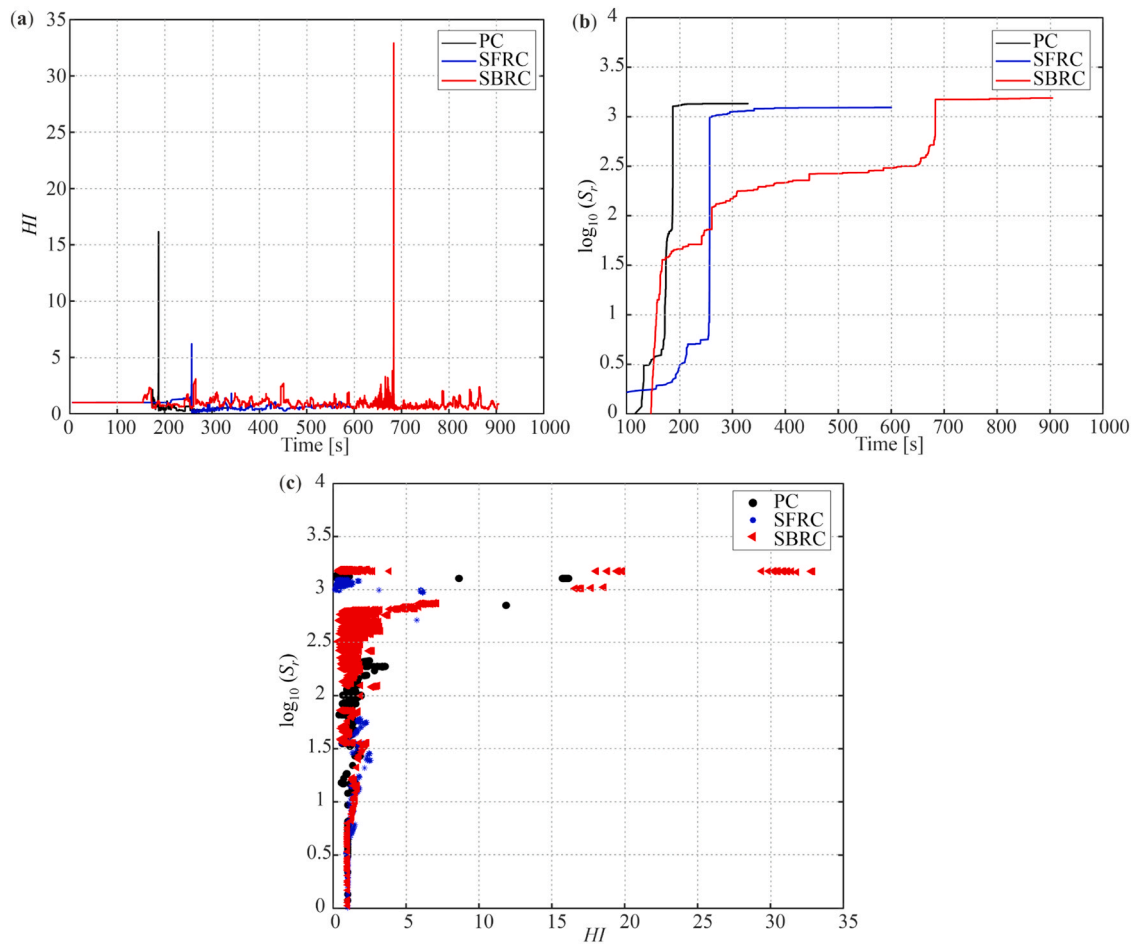 (a)
35
30
25
20
15
10
5
0
HI
0 100 200 300 400 500 600 700 800 900 1000
Time [s]
PC
SFRC
SBRC
(b)
4
3.5
3
2.5
2
1.5
1
0.5
0
log10 (Sr)
100 200 300 400 500 600 700 800 900 1000
Time [s]
PC
SFRC
SBRC
(c)
4
3.5
3
2.5
2
1.5
1
0.5
0
log10 (Sr)
0 5 10 15 20 25 30 35
HI
PC
SFRC
SBRC